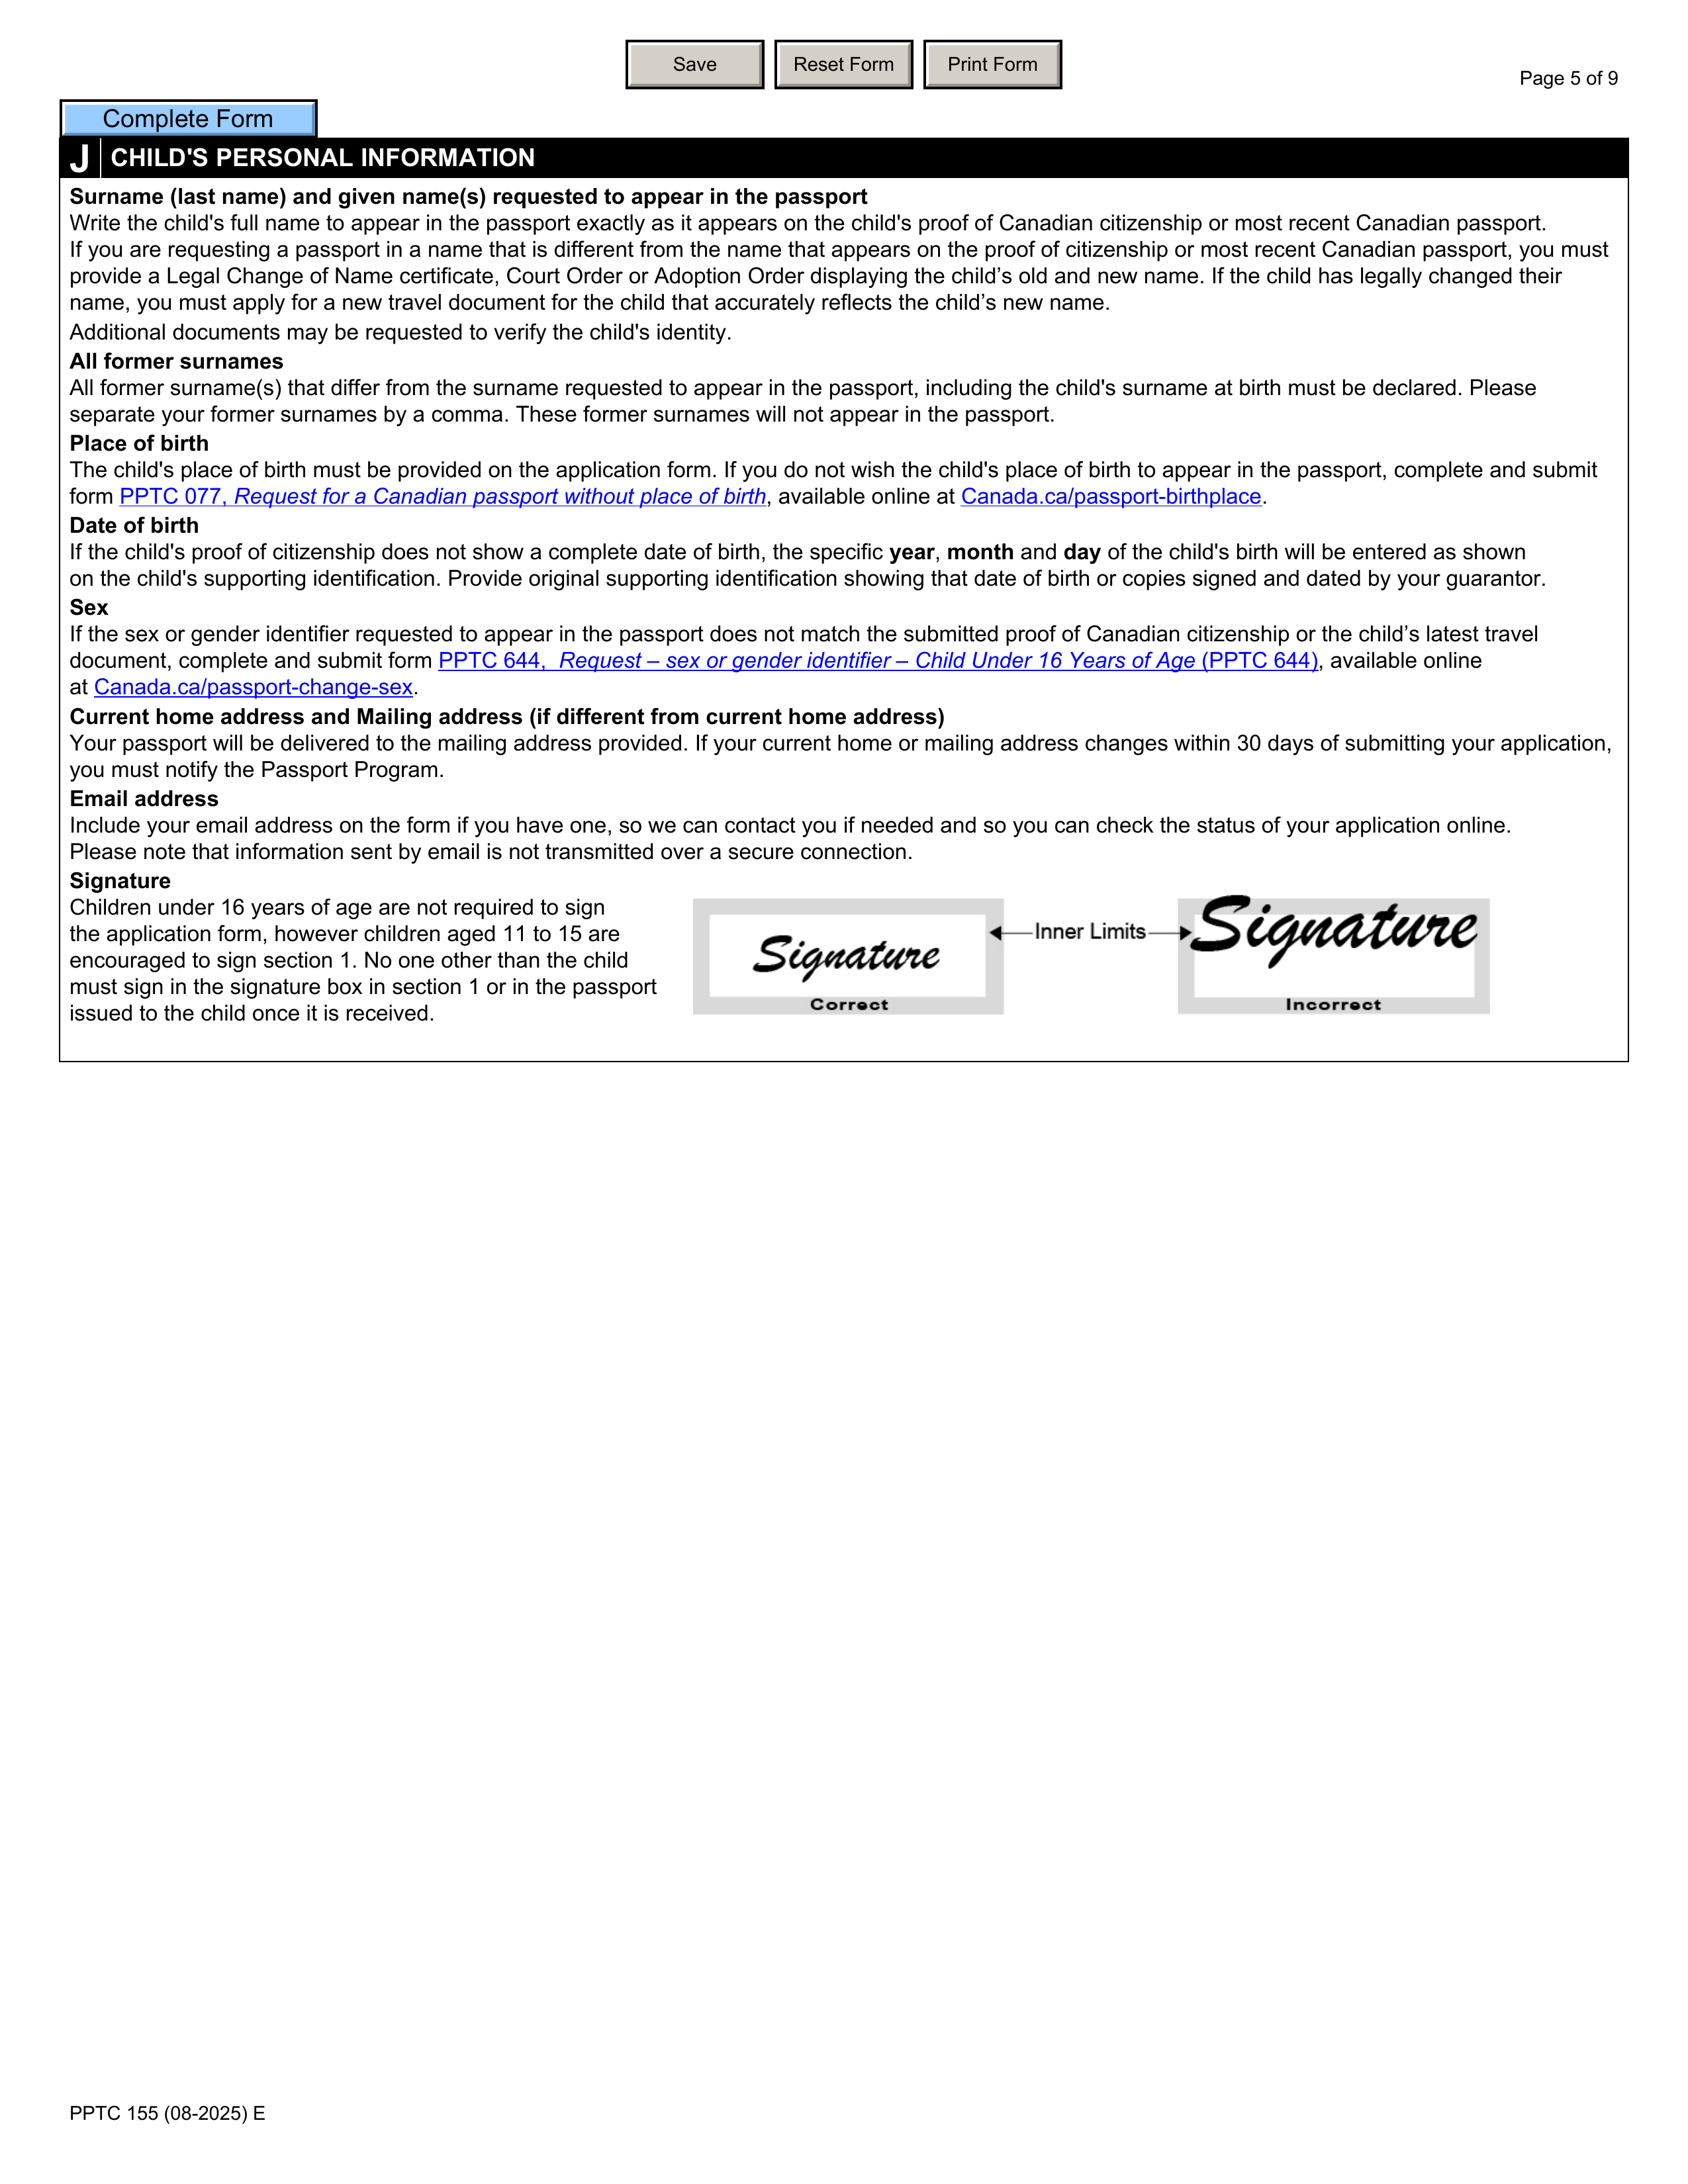 Save
Reset Form
Print Form
Page 5 of 9
Complete Form
J CHILD'S PERSONAL INFORMATION
Surname (last name) and given name(s) requested to appear in the passport
Write the child's full name to appear in the passport exactly as it appears on the child's proof of Canadian citizenship or most recent Canadian passport.
If you are requesting a passport in a name that is different from the name that appears on the proof of citizenship or most recent Canadian passport, you must
provide a Legal Change of Name certificate, Court Order or Adoption Order displaying the child’s old and new name. If the child has legally changed their
name, you must apply for a new travel document for the child that accurately reflects the child’s new name.
Additional documents may be requested to verify the child's identity.
All former surnames
All former surname(s) that differ from the surname requested to appear in the passport, including the child's surname at birth must be declared. Please
separate your former surnames by a comma. These former surnames will not appear in the passport.
Place of birth
The child's place of birth must be provided on the application form. If you do not wish the child's place of birth to appear in the passport, complete and submit
form PPTC 077, Request for a Canadian passport without place of birth, available online at Canada.ca/passport-birthplace.
Date of birth
If the child's proof of citizenship does not show a complete date of birth, the specific year, month and day of the child's birth will be entered as shown
on the child's supporting identification. Provide original supporting identification showing that date of birth or copies signed and dated by your guarantor.
Sex
If the sex or gender identifier requested to appear in the passport does not match the submitted proof of Canadian citizenship or the child’s latest travel
document, complete and submit form PPTC 644, Request – sex or gender identifier – Child Under 16 Years of Age (PPTC 644), available online
at Canada.ca/passport-change-sex.
Current home address and Mailing address (if different from current home address)
Your passport will be delivered to the mailing address provided. If your current home or mailing address changes within 30 days of submitting your application,
you must notify the Passport Program.
Email address
Include your email address on the form if you have one, so we can contact you if needed and so you can check the status of your application online.
Please note that information sent by email is not transmitted over a secure connection.
Signature
Children under 16 years of age are not required to sign
the application form, however children aged 11 to 15 are
encouraged to sign section 1. No one other than the child
must sign in the signature box in section 1 or in the passport
issued to the child once it is received.
Signature
Correct
Inner Limits
Signature
Incorrect
PPTC 155 (08-2025) E